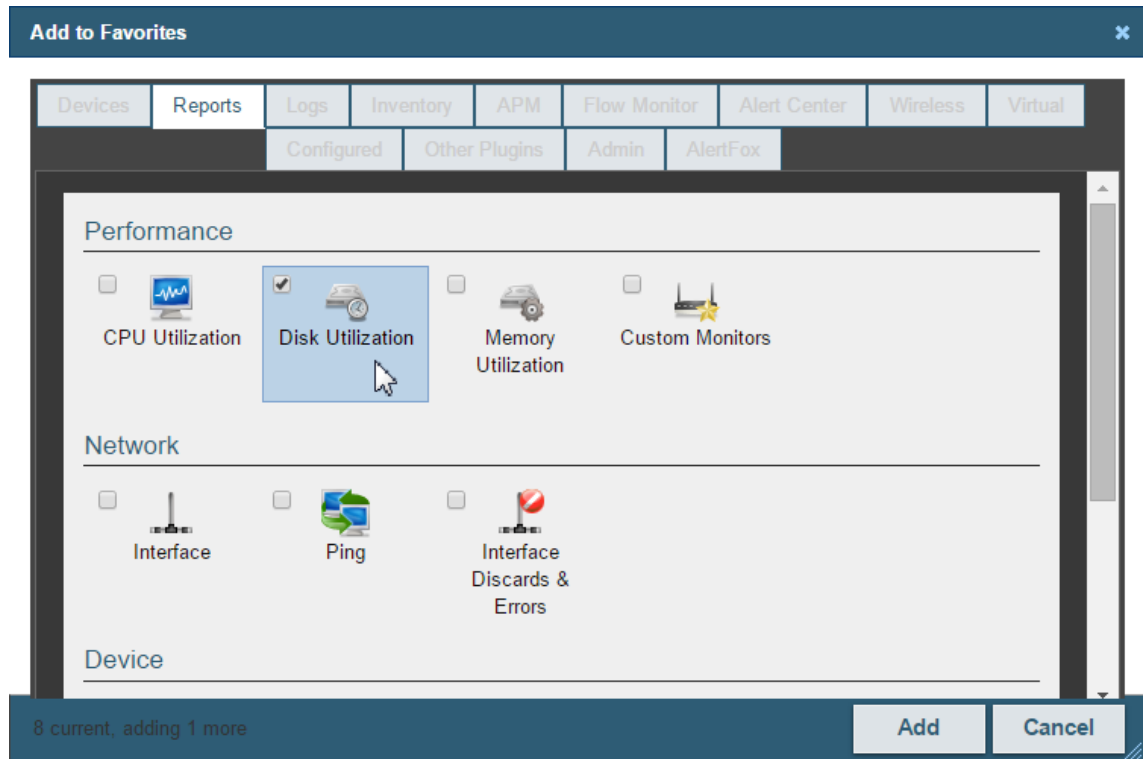 Add to Favorites
Devices Reports Logs Inventory APM Flow Monitor Alert Center Wireless Virtual
Configured Other Plugins Admin AlertFox
Performance
CPU Utilization Disk Utilization Memory Utilization Custom Monitors
Network
Interface Ping Interface Discards & Errors
Device
8 current, adding 1 more Add Cancel